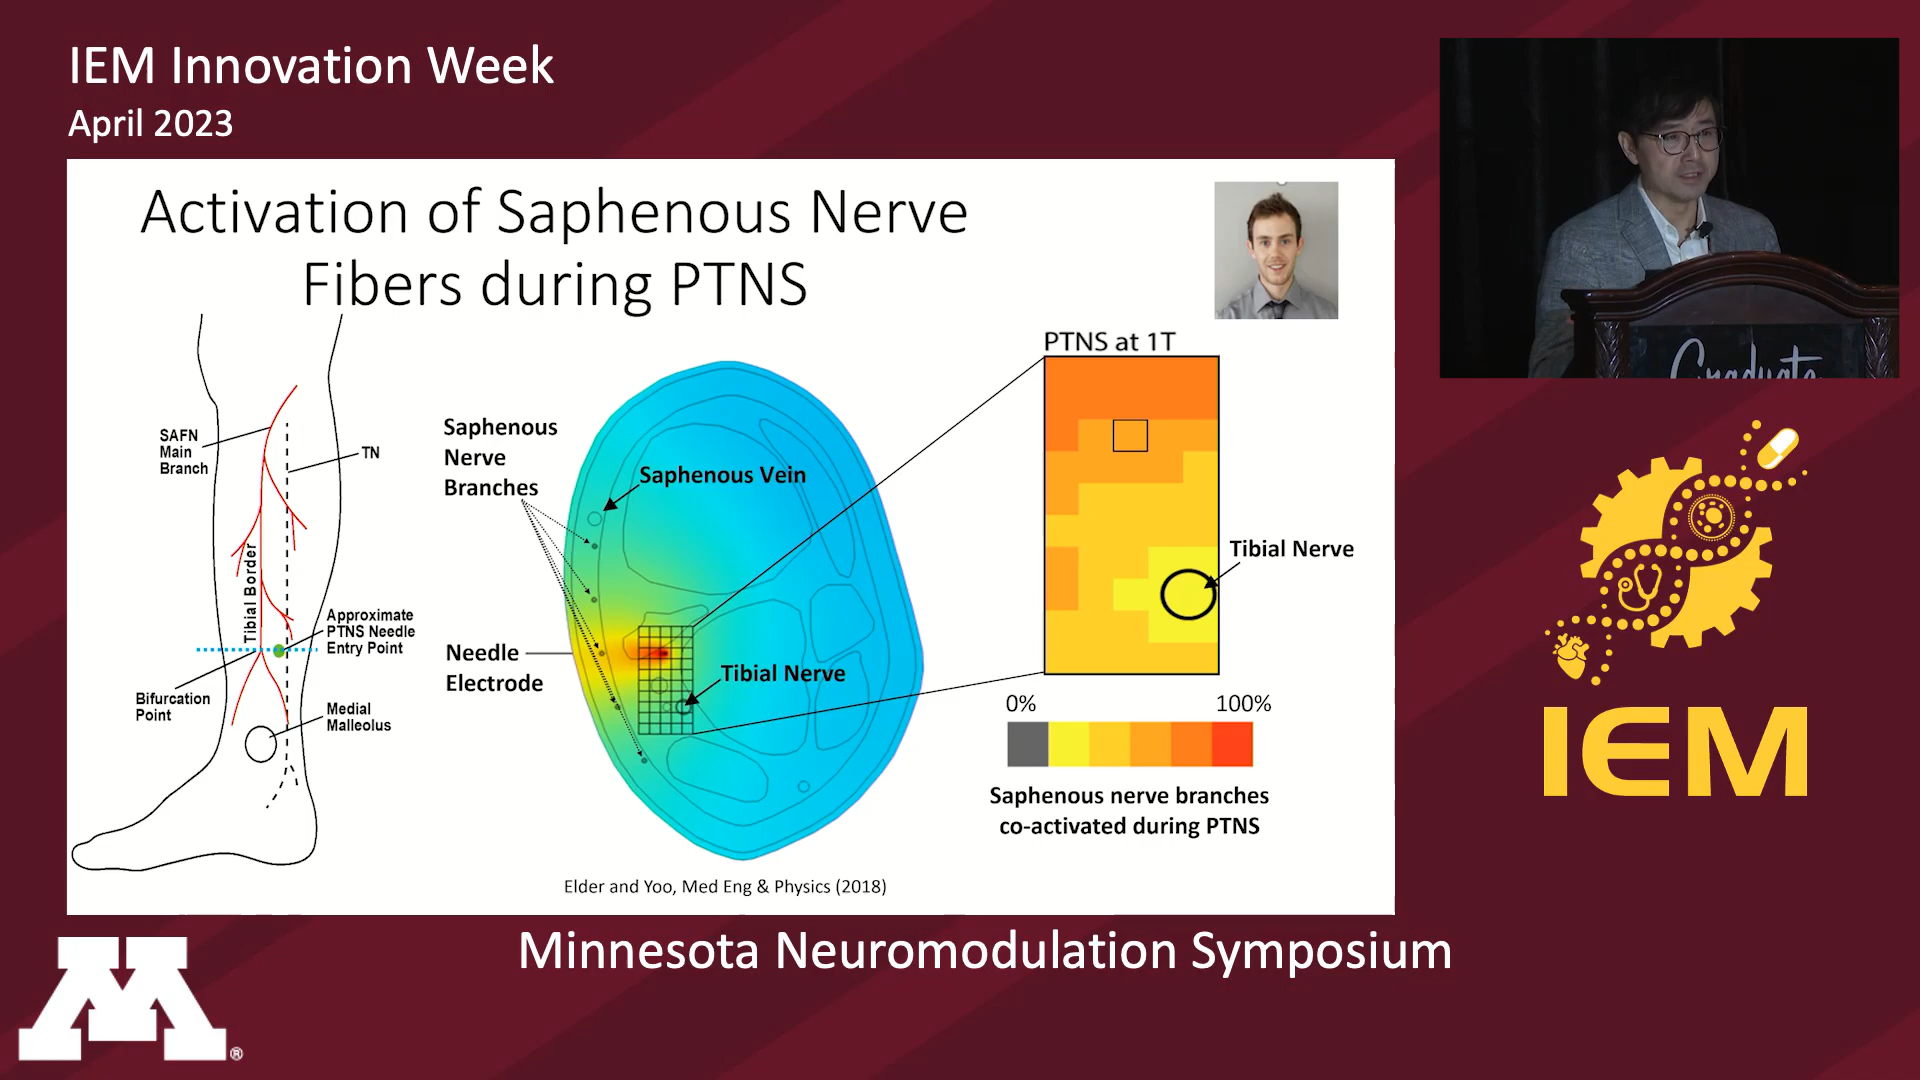 IEM Innovation Week
April 2023
Activation of Saphenous Nerve
Fibers during PTNS
SAFN
Main
Branch
TN
Tibial Border
Approximate
PTNS Needle
Entry Point
Bifurcation
Point
Medial
Malleolus
Saphenous
Nerve
Branches
Saphenous Vein
Needle
Electrode
Tibial Nerve
PTNS at 1T
Tibial Nerve
0%
100%
Saphenous nerve branches
co-activated during PTNS
Elder and Yoo, Med Eng & Physics (2018)
Graduate
IEM
Minnesota Neuromodulation Symposium
M
®